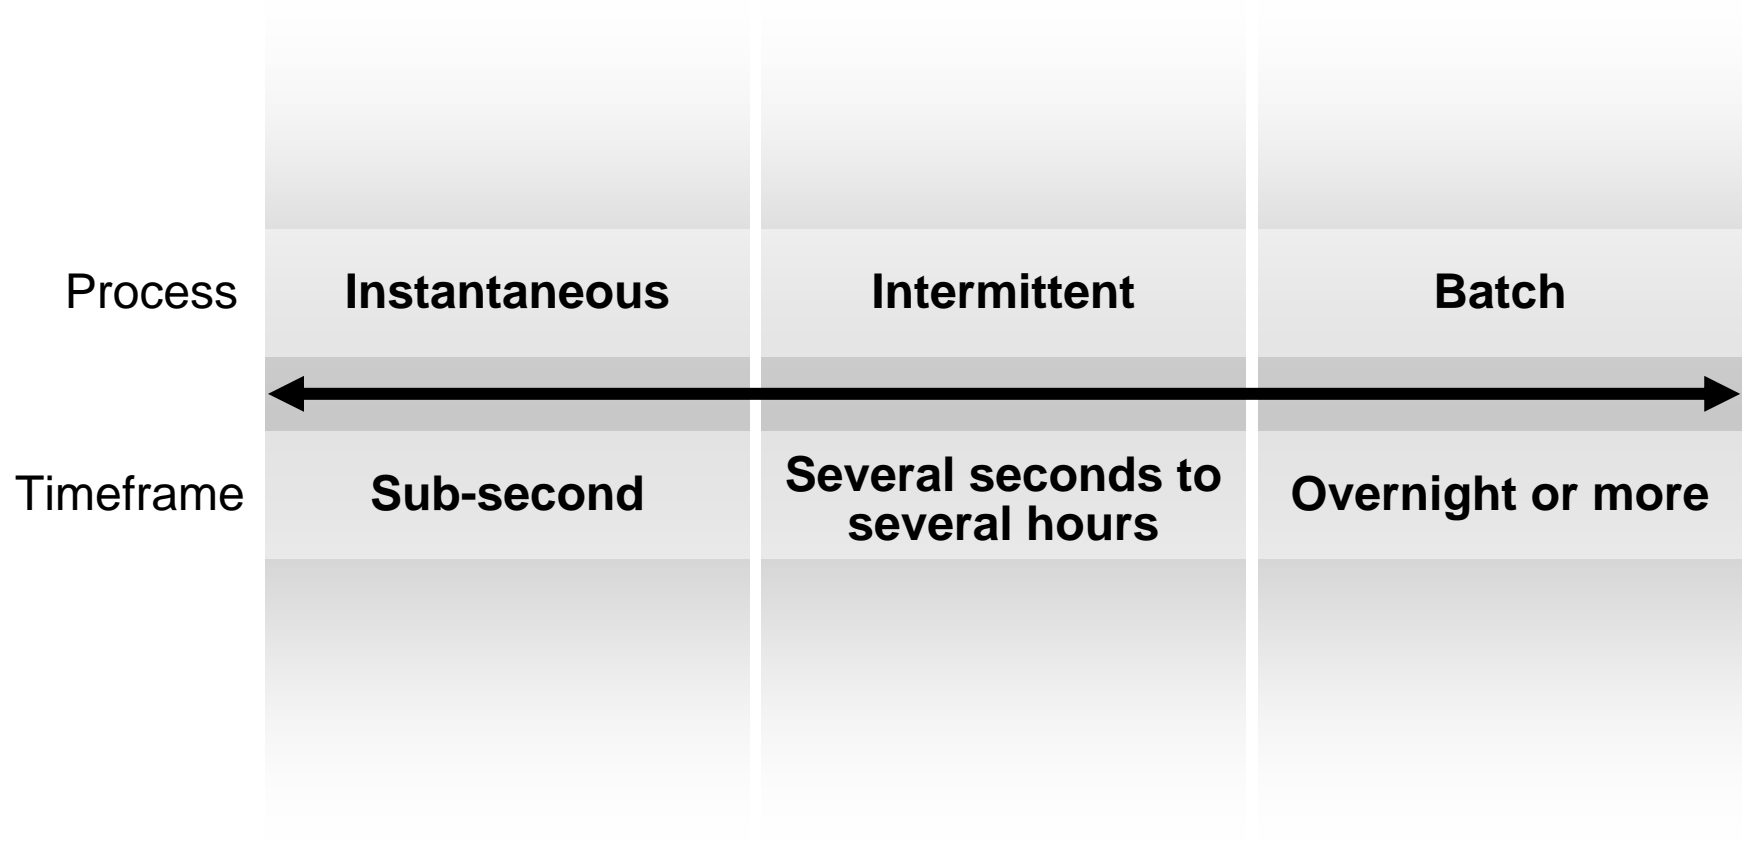 Process
Instantaneous
Intermittent
Batch
Timeframe
Sub-second
Several seconds to
several hours
Overnight or more